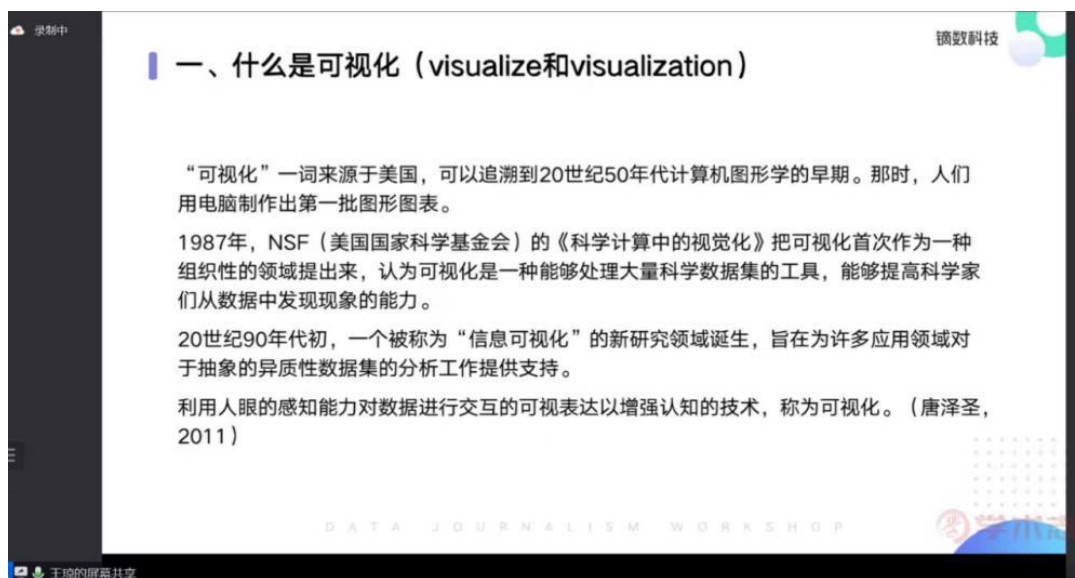 录制中
镝数科技
一、什么是可视化（visualize和visualization）
“可视化”一词来源于美国，可以追溯到20世纪50年代计算机图形学的早期。那时，人们
用电脑制作出第一批图形图表。
1987年，NSF（美国国家科学基金会）的《科学计算中的视觉化》把可视化首次作为一种
组织性的领域提出来，认为可视化是一种能够处理大量科学数据集的工具，能够提高科学家
们从数据中发现现象的能力。
20世纪90年代初，一个被称为“信息可视化”的新研究领域诞生，旨在为许多应用领域对
于抽象的异质性数据集的分析工作提供支持。
利用人眼的感知能力对数据进行交互的可视表达以增强认知的技术，称为可视化。（唐泽圣，
2011）
DATA JOURNALISM WORKSHOP
学术志
王琼的屏幕共享